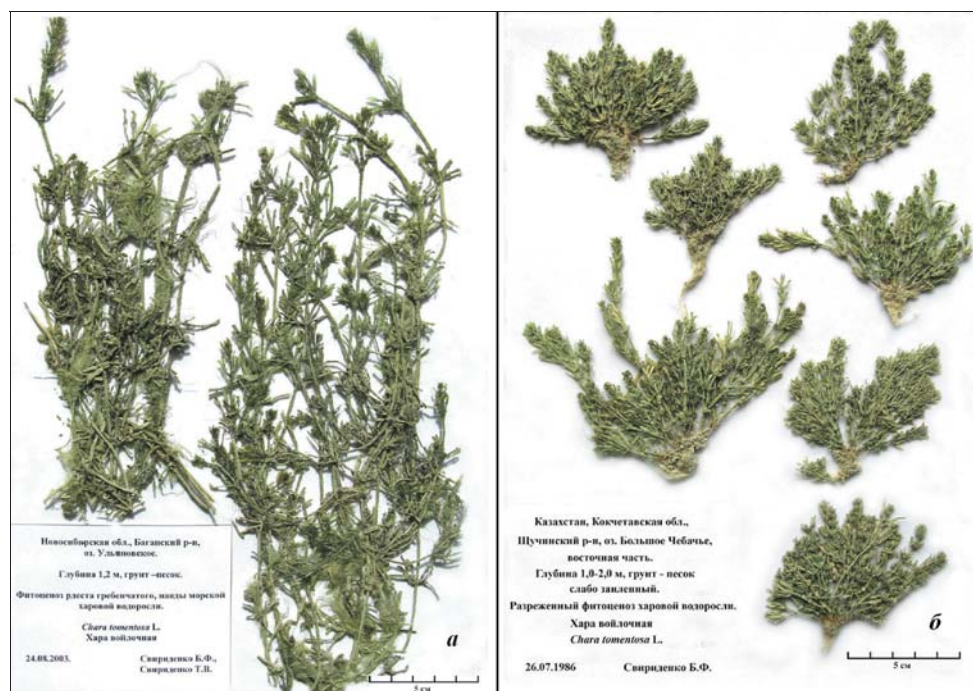 Новосибирская обл., Баганский р-н,
оз. Ульяновское.
Глубина 1,2 м, грунт –песок.
Фитоценоз рдеста гребенчатого, наяды морской
харовой водоросли.
Chara tomentosa L.
Хара войлочная
24.08.2003. Свириденко Б.Ф.,
Свириденко Т.В.
а
5 см
Казахстан, Кокчетавская обл.,
Щучинский р-н, оз. Большое Чебачье,
восточная часть.
Глубина 1,0-2,0 м, грунт - песок
слабо заиленный.
Разреженный фитоценоз харовой водоросли.
Хара войлочная
Chara tomentosa L.
26.07.1986 Свириденко Б.Ф.
б
5 см